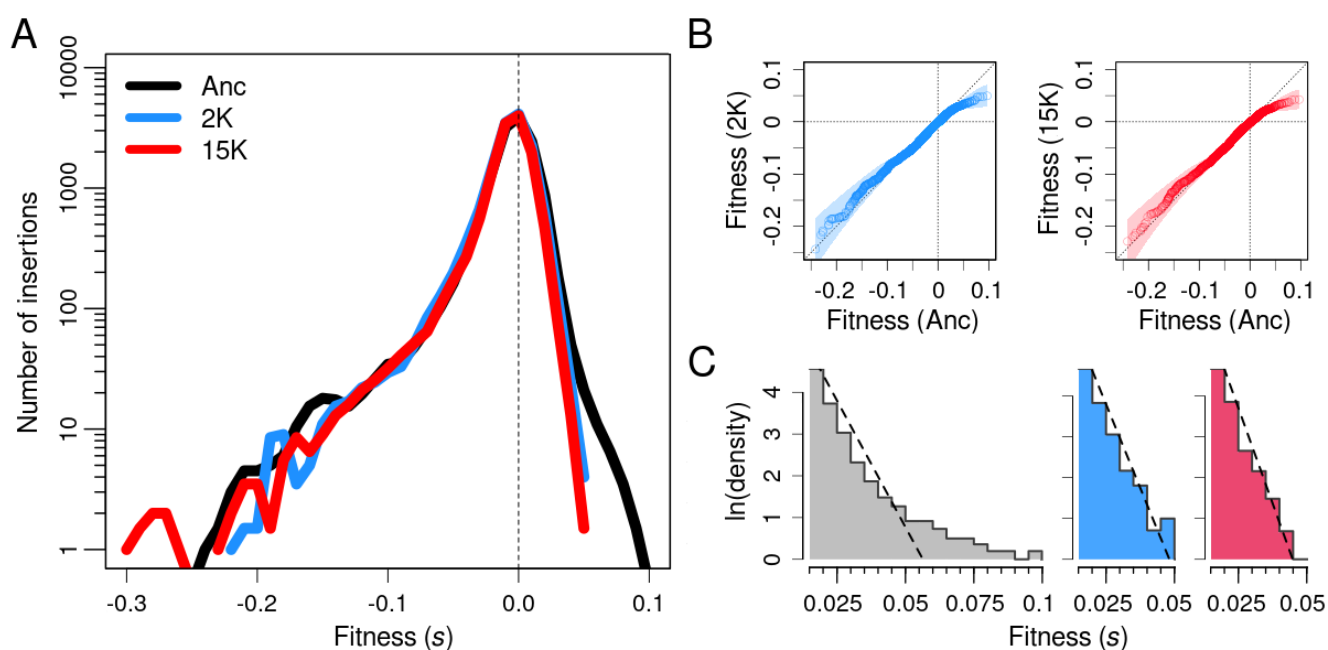 A
Number of insertions
10000
1000
100
10
1
Anc
2K
15K
-0.3
-0.2
-0.1
0.0
0.1
Fitness (s)
B
Fitness (2K)
0.1
0
-0.1
-0.2
-0.2
-0.1
0
0.1
Fitness (Anc)
Fitness (15K)
0.1
0
-0.1
-0.2
-0.2
-0.1
0
0.1
Fitness (Anc)
C
ln(density)
4
3
2
1
0
0.025
0.05
0.075
0.1
0.025
0.05
0.025
0.05
Fitness (s)